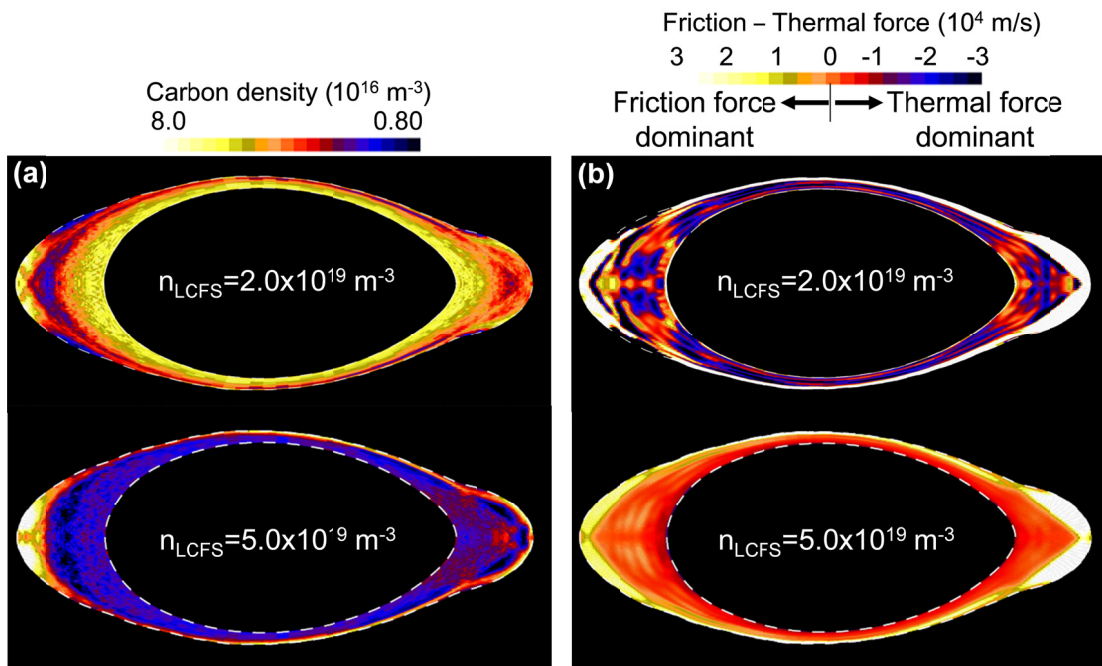 Friction – Thermal force (10⁴ m/s)
3 2 1 0 -1 -2 -3
Friction force dominant
Thermal force dominant
Carbon density (10¹⁶ m⁻³)
8.0 0.80
(a)
n_LCFS=2.0x10¹⁹ m⁻³
n_LCFS=5.0x10¹⁹ m⁻³
(b)
n_LCFS=2.0x10¹⁹ m⁻³
n_LCFS=5.0x10¹⁹ m⁻³